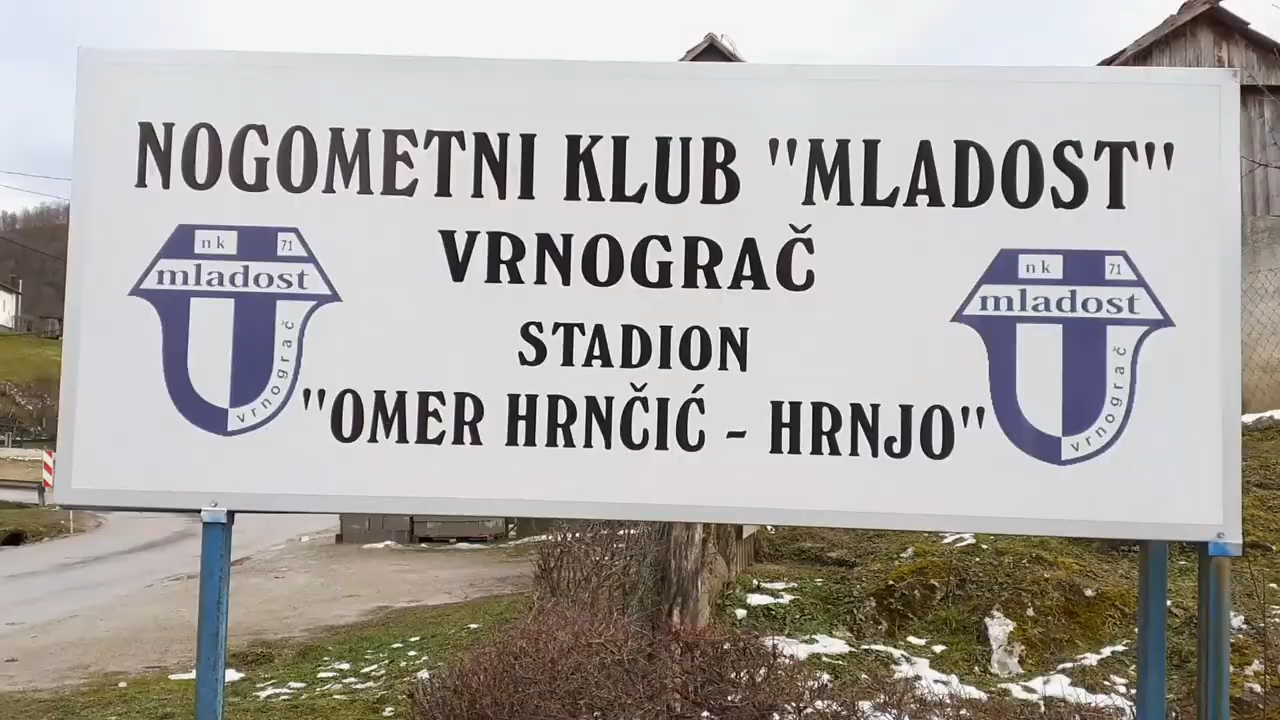 NOGOMETNI KLUB "MLADOST"
VRNOGRAČ
STADION
"OMER HRNČIĆ - HRNJO"
nk 71
mladost
vrnograč
nk 71
mladost
vrnograč